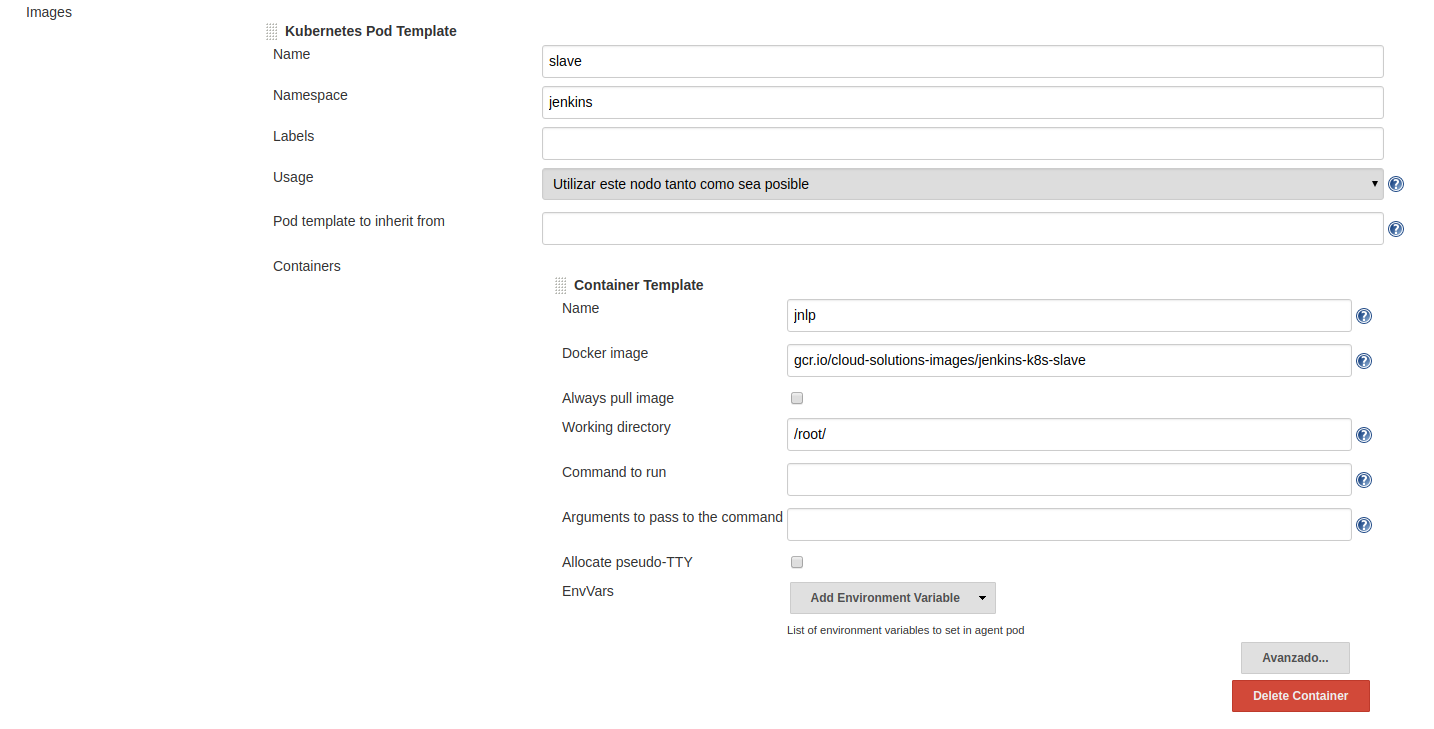 Images
Kubernetes Pod Template
Name
slave
Namespace
jenkins
Labels
Usage
Utilizar este nodo tanto como sea posible
Pod template to inherit from
Containers
Container Template
Name
jnlp
Docker image
gcr.io/cloud-solutions-images/jenkins-k8s-slave
Always pull image
Working directory
/root/
Command to run
Arguments to pass to the command
Allocate pseudo-TTY
EnvVars
Add Environment Variable
List of environment variables to set in agent pod
Avanzado...
Delete Container